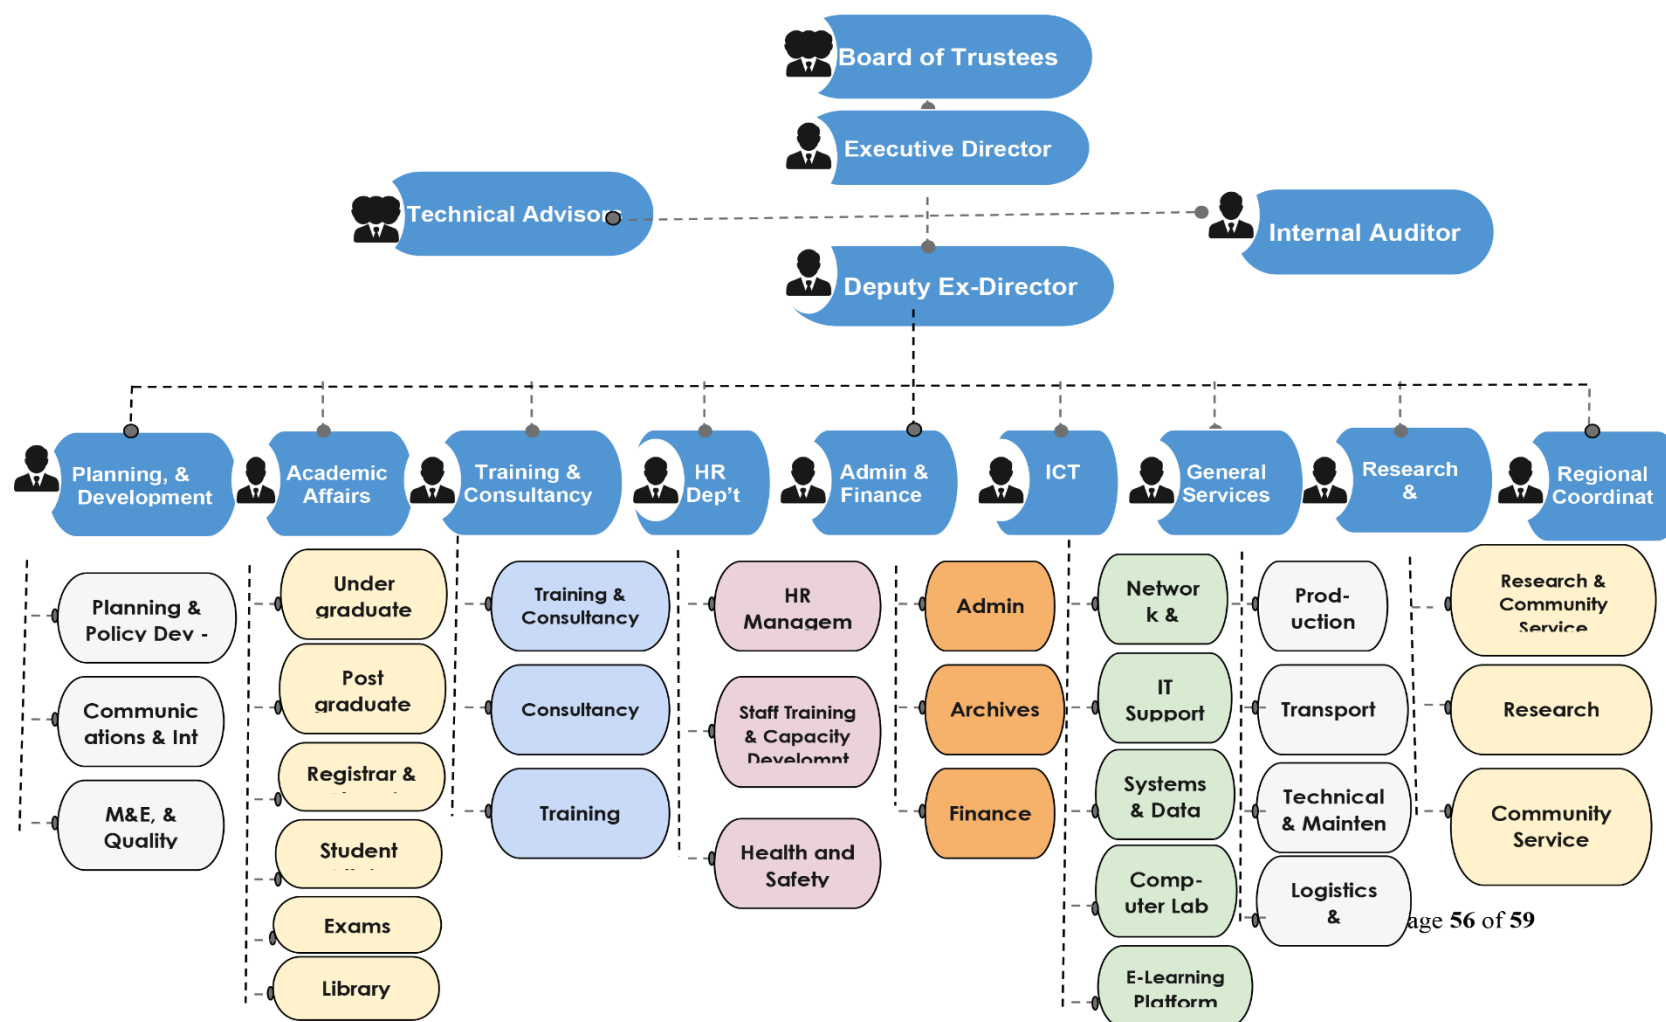 Board of Trustees
Executive Director
Technical Advisors
Internal Auditor
Deputy Ex-Director
Planning, &
Development
Academic
Affairs
Training &
Consultancy
HR
Dep't
Admin &
Finance
ICT
General
Services
Research
&
Regional
Coordinat
Planning &
Policy Dev -
Communic
ations & Int
M&E, &
Quality
Under
graduate
Post
graduate
Registrar &
Student
Exams
Library
Training &
Consultancy
Consultancy
Training
HR
Managem
Staff Training
& Capacity
Developmt
Health and
Safety
Admin
Archives
Finance
Networ
k &
IT
Support
Systems
& Data
Comp-
uter Lab
E-Learning
Platform
Prod-
uction
Transport
Technical
& Mainten
Logistics
&
Research &
Community
Service
Research
Community
Service
age 56 of 59